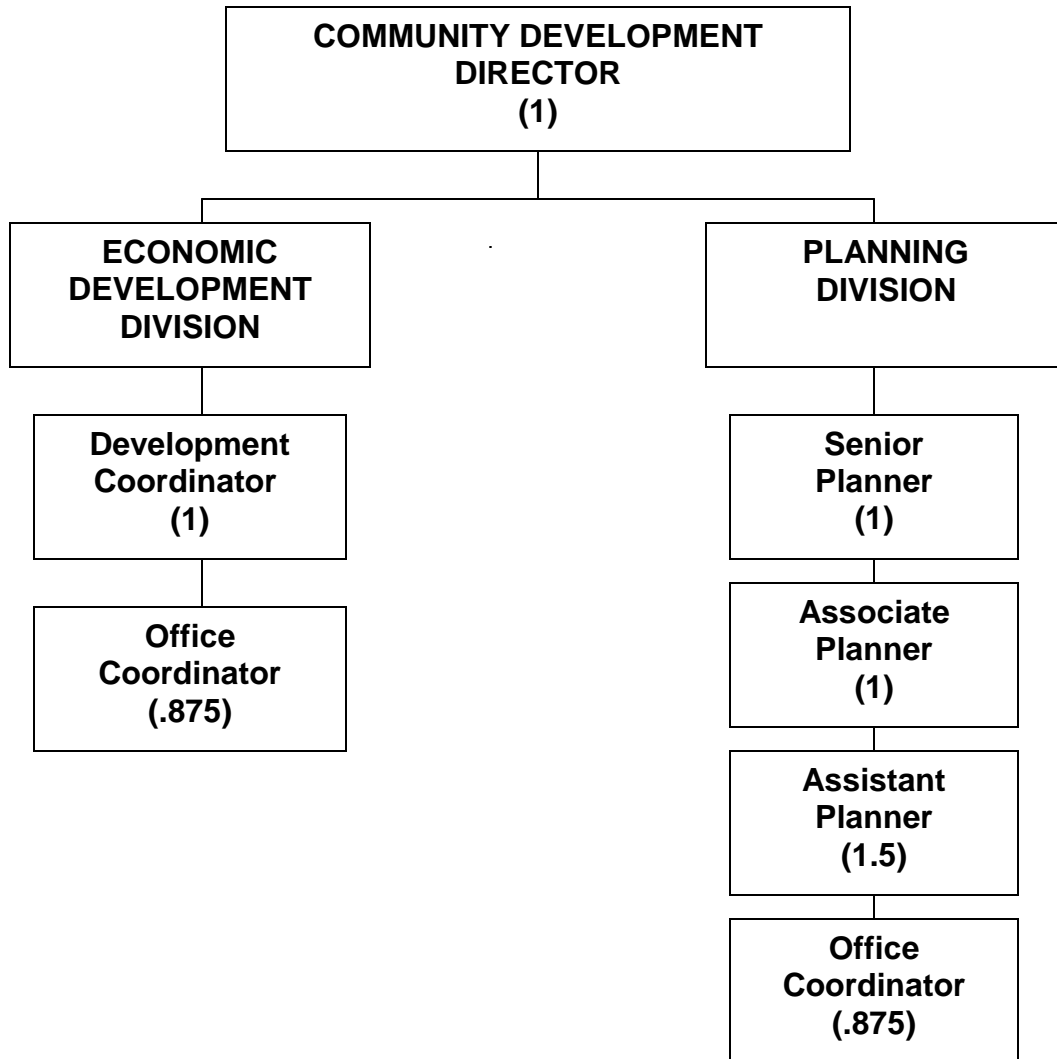 COMMUNITY DEVELOPMENT
DIRECTOR
(1)
ECONOMIC
DEVELOPMENT
DIVISION
Development
Coordinator
(1)
Office
Coordinator
(.875)
PLANNING
DIVISION
Senior
Planner
(1)
Associate
Planner
(1)
Assistant
Planner
(1.5)
Office
Coordinator
(.875)